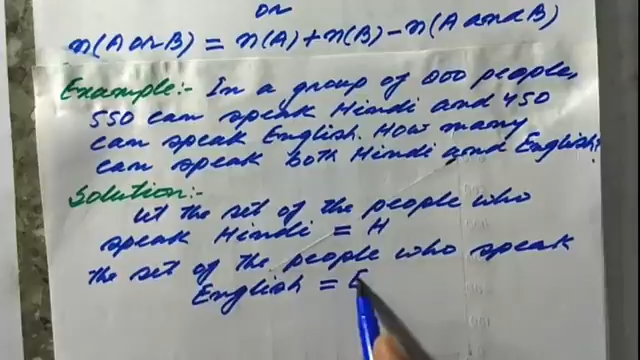 or
n(A or B) = n(A) + n(B) - n(A and B)
Example:- In a group of 000 people,
550 can speak Hindi and 450
can speak English. How many
can speak both Hindi and English?
Solution:-
Let the set of the people who
speak Hindi = H
the set of the people who speak
English = E